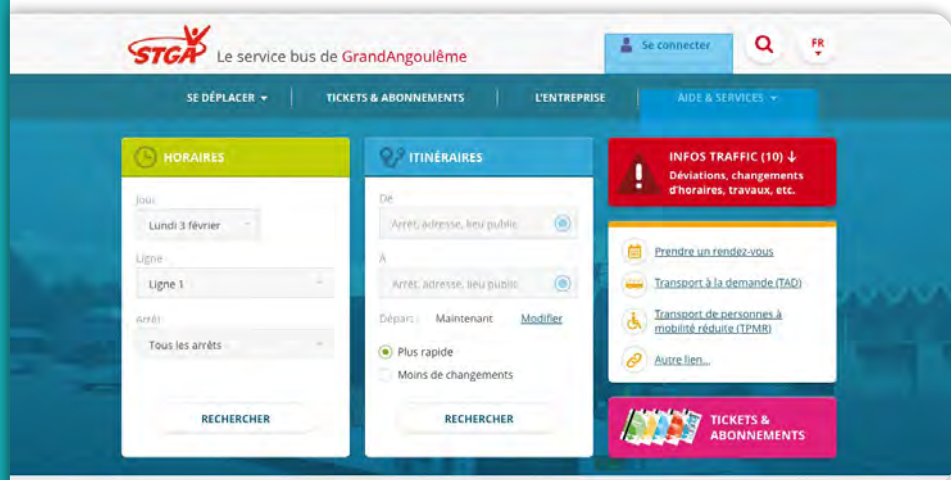 STGA
Le service bus de GrandAngoulême
Se connecter
FR
SE DÉPLACER
TICKETS & ABONNEMENTS
L'ENTREPRISE
AIDE & SERVICES
HORAIRES
Jour
Lundi 3 février
Ligne
Ligne 1
Arrêt
Tous les arrêts
RECHERCHER
ITINÉRAIRES
De
Arrêt, adresse, lieu public
A
Arrêt, adresse, lieu public
Départ : Maintenant Modifier
Plus rapide
Moins de changements
RECHERCHER
INFOS TRAFFIC (10) ↓
Déviations, changements
d'horaires, travaux, etc.
Prendre un rendez-vous
Transport à la demande (TAD)
Transport de personnes à
mobilité réduite (TPMR)
Autre lien...
TICKETS &
ABONNEMENTS